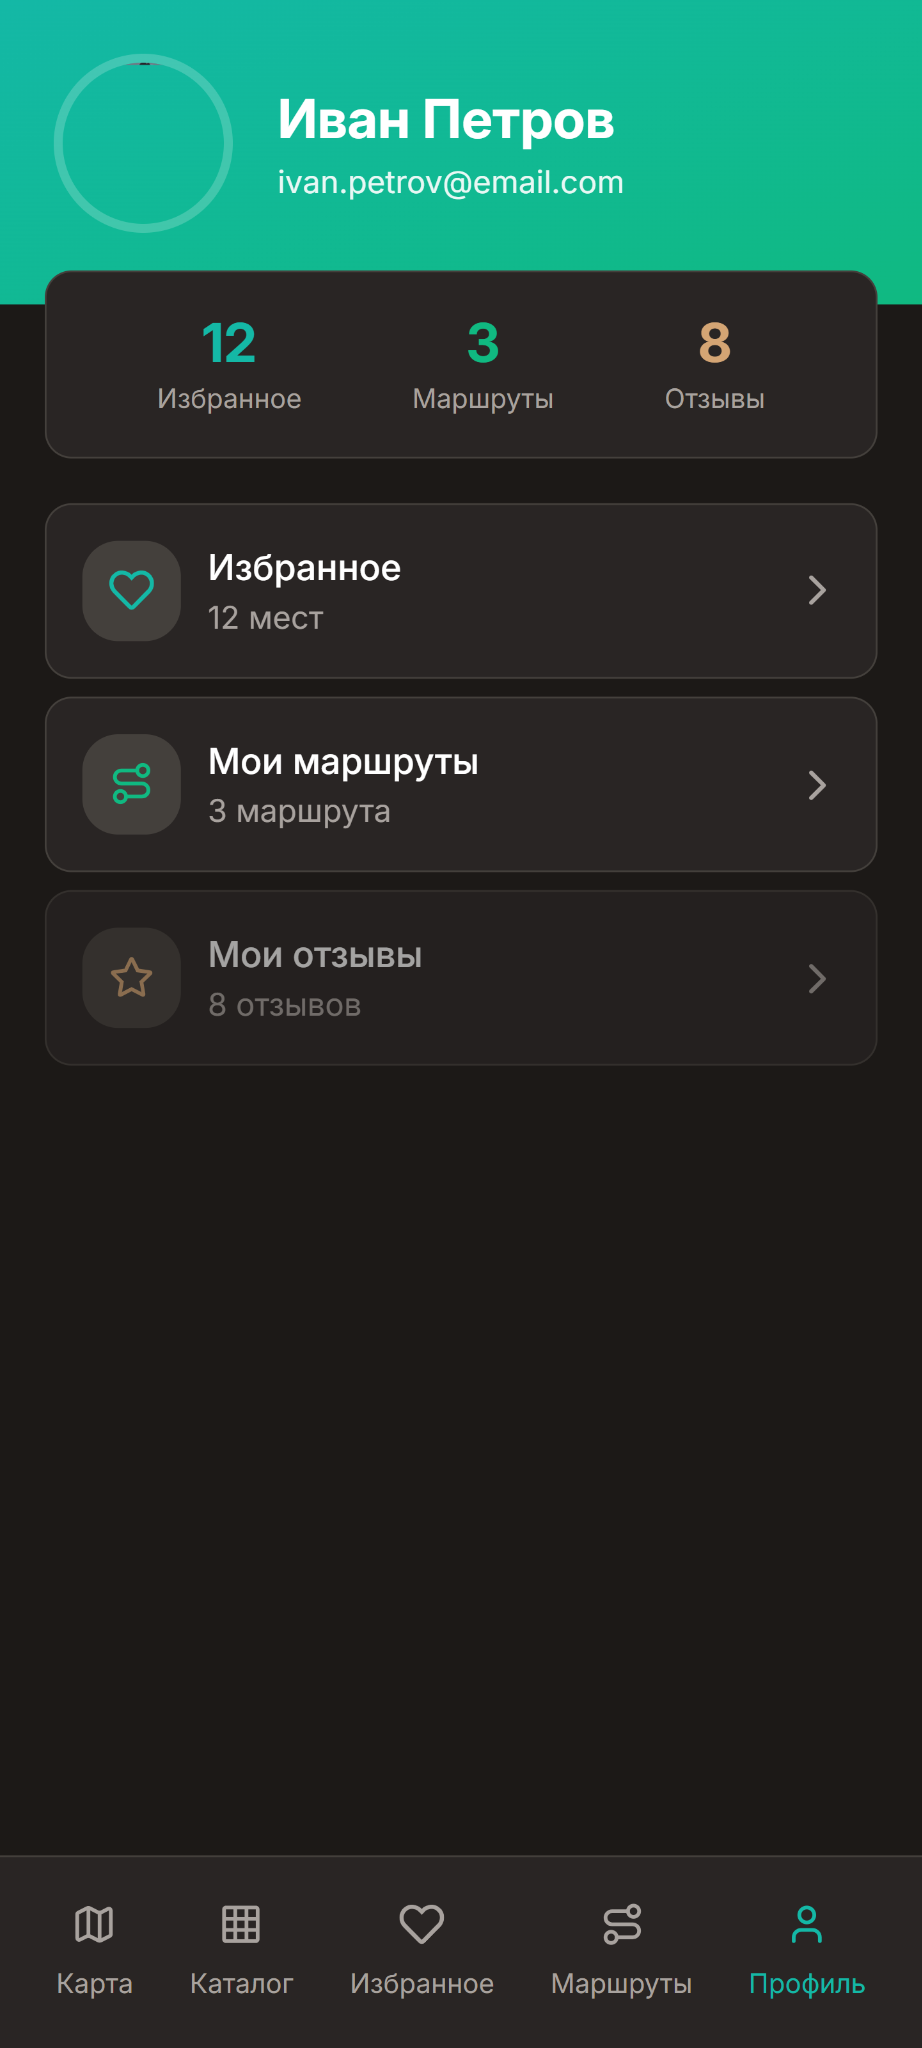 Иван Петров
ivan.petrov@email.com
12 3 8
Избранное Маршруты Отзывы
Избранное
12 мест
Мои маршруты
3 маршрута
Мои отзывы
8 отзывов
Карта Каталог Избранное Маршруты Профиль